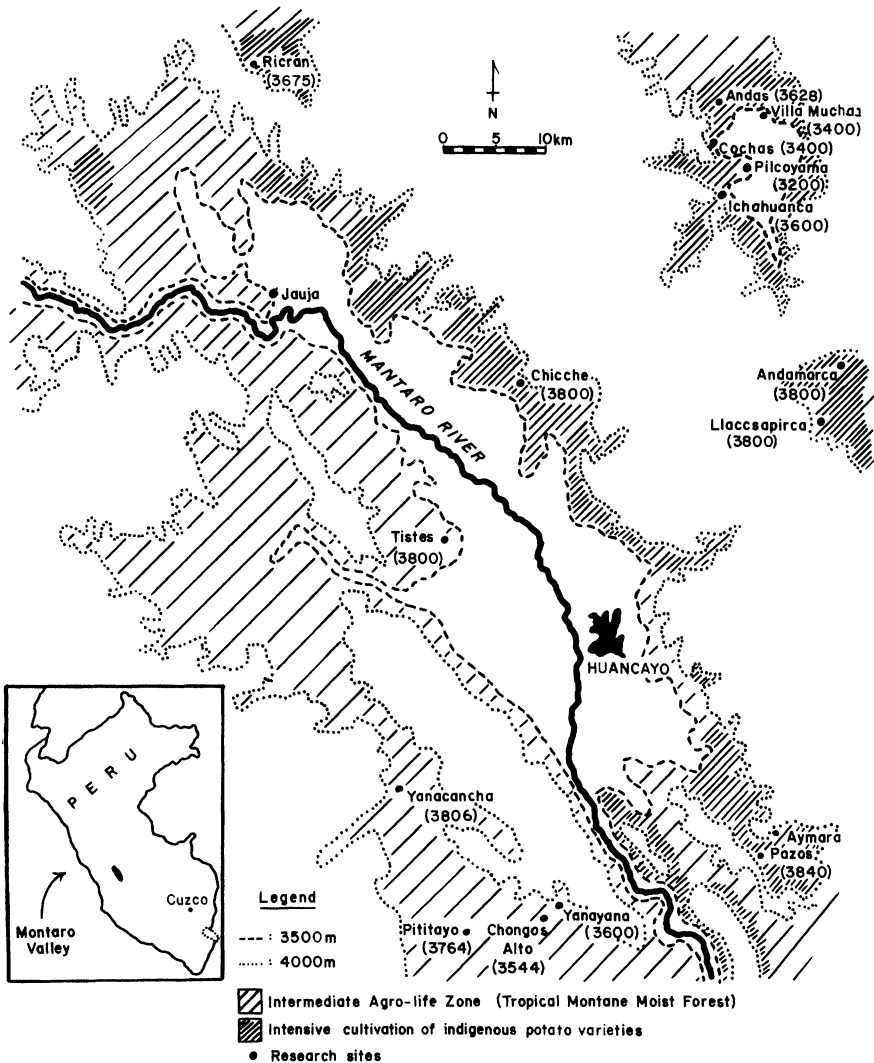 Ricrán
(3675)
N
0 5 10km
Andas (3628)
Villa Muchas
(3400)
Cochas (3400)
Pilcoyama
(3200)
Ichahuanca
(3600)
Jauja
MANTARO RIVER
Chicche
(3800)
Andamarca
(3800)
Llaccsapirca
(3800)
Tistes
(3800)
HUANCAYO
Yanacancha
(3806)
Aymara
Pazos
(3840)
Yanayana
(3600)
Pititayo
(3764)
Chongos
Alto
(3544)
PERU
Cuzco
Montaro
Valley
Legend
: 3500m
: 4000m
Intermediate Agro-life Zone (Tropical Montane Moist Forest)
Intensive cultivation of indigenous potato varieties
Research sites